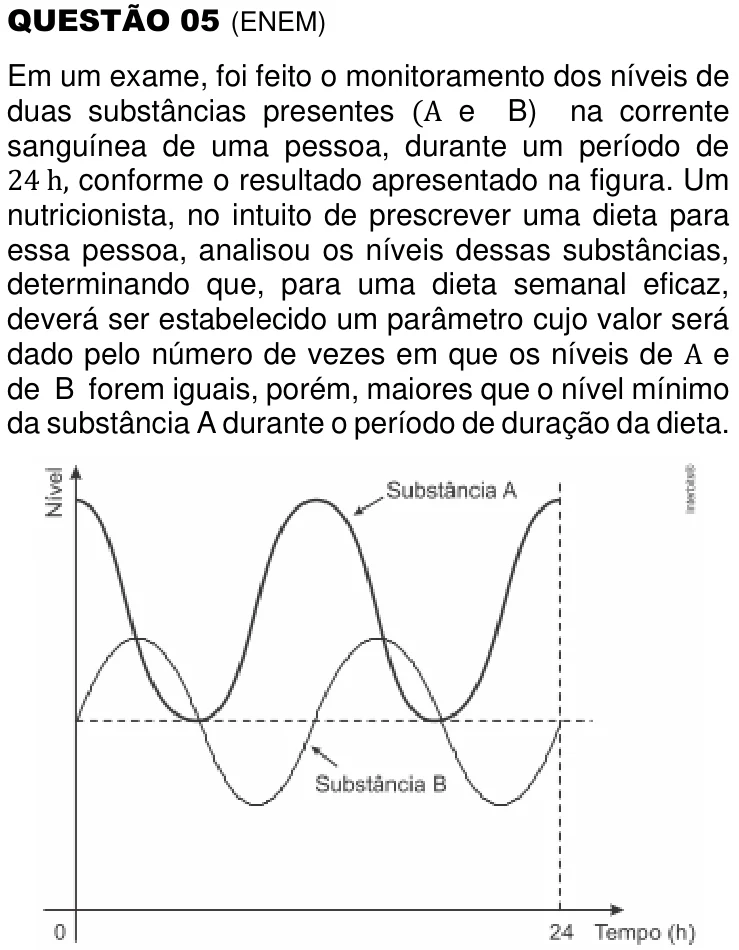 QUESTÃO 05 (ENEM)
Em um exame, foi feito o monitoramento dos níveis de
duas substâncias presentes (A e B) na corrente
sanguínea de uma pessoa, durante um período de
24 h, conforme o resultado apresentado na figura. Um
nutricionista, no intuito de prescrever uma dieta para
essa pessoa, analisou os níveis dessas substâncias,
determinando que, para uma dieta semanal eficaz,
deverá ser estabelecido um parâmetro cujo valor será
dado pelo número de vezes em que os níveis de A e
de B forem iguais, porém, maiores que o nível mínimo
da substância A durante o período de duração da dieta.
Nível
Substância A
Interbits®
Substância B
0
24 Tempo (h)